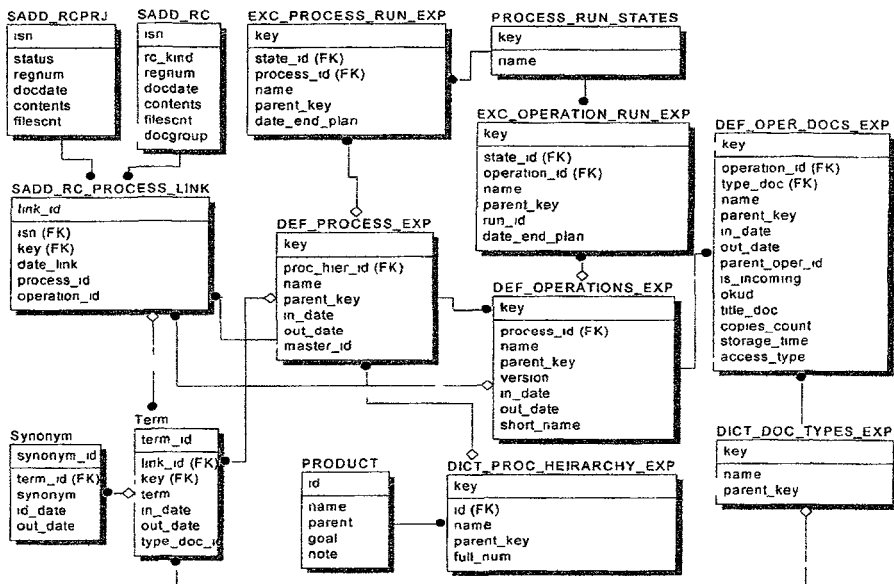 SADD_RCPRJ
isn
status
regnum
docdate
contents
filescnt
SADD_RC
isn
rc_kind
regnum
docdate
contents
filescnt
docgroup
EXC_PROCESS_RUN_EXP
key
state_id (FK)
process_id (FK)
name
parent_key
date_end_plan
PROCESS_RUN_STATES
key
name
EXC_OPERATION_RUN_EXP
key
state_id (FK)
operation_id (FK)
name
parent_key
run_id
date_end_plan
DEF_OPER_DOCS_EXP
key
operation_id (FK)
type_doc (FK)
name
parent_key
in_date
out_date
parent_oper_id
is_incoming
okud
title_doc
copies_count
storage_time
access_type
SADD_RC_PROCESS_LINK
link_id
isn (FK)
key (FK)
date_link
process_id
operation_id
DEF_PROCESS_EXP
key
proc_hier_id (FK)
name
parent_key
in_date
out_date
master_id
DEF_OPERATIONS_EXP
key
process_id (FK)
name
parent_key
version
in_date
out_date
short_name
Synonym
synonym_id
term_id (FK)
synonym
id_date
out_date
Term
term_id
link_id (FK)
key (FK)
term
in_date
out_date
type_doc_i
PRODUCT
id
name
parent
goal
note
DICT_PROC_HEIRARCHY_EXP
key
id (FK)
name
parent_key
full_num
DICT_DOC_TYPES_EXP
key
name
parent_key